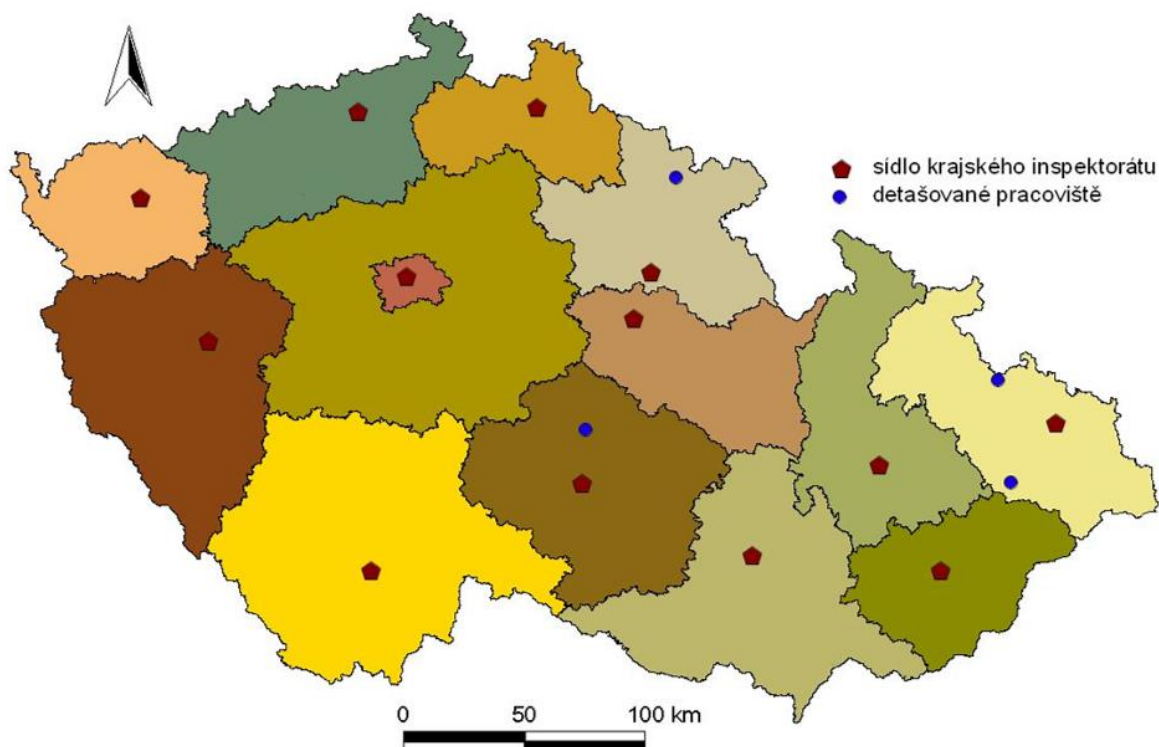 sídlo krajského inspektorátu
detašované pracoviště
0 50 100 km